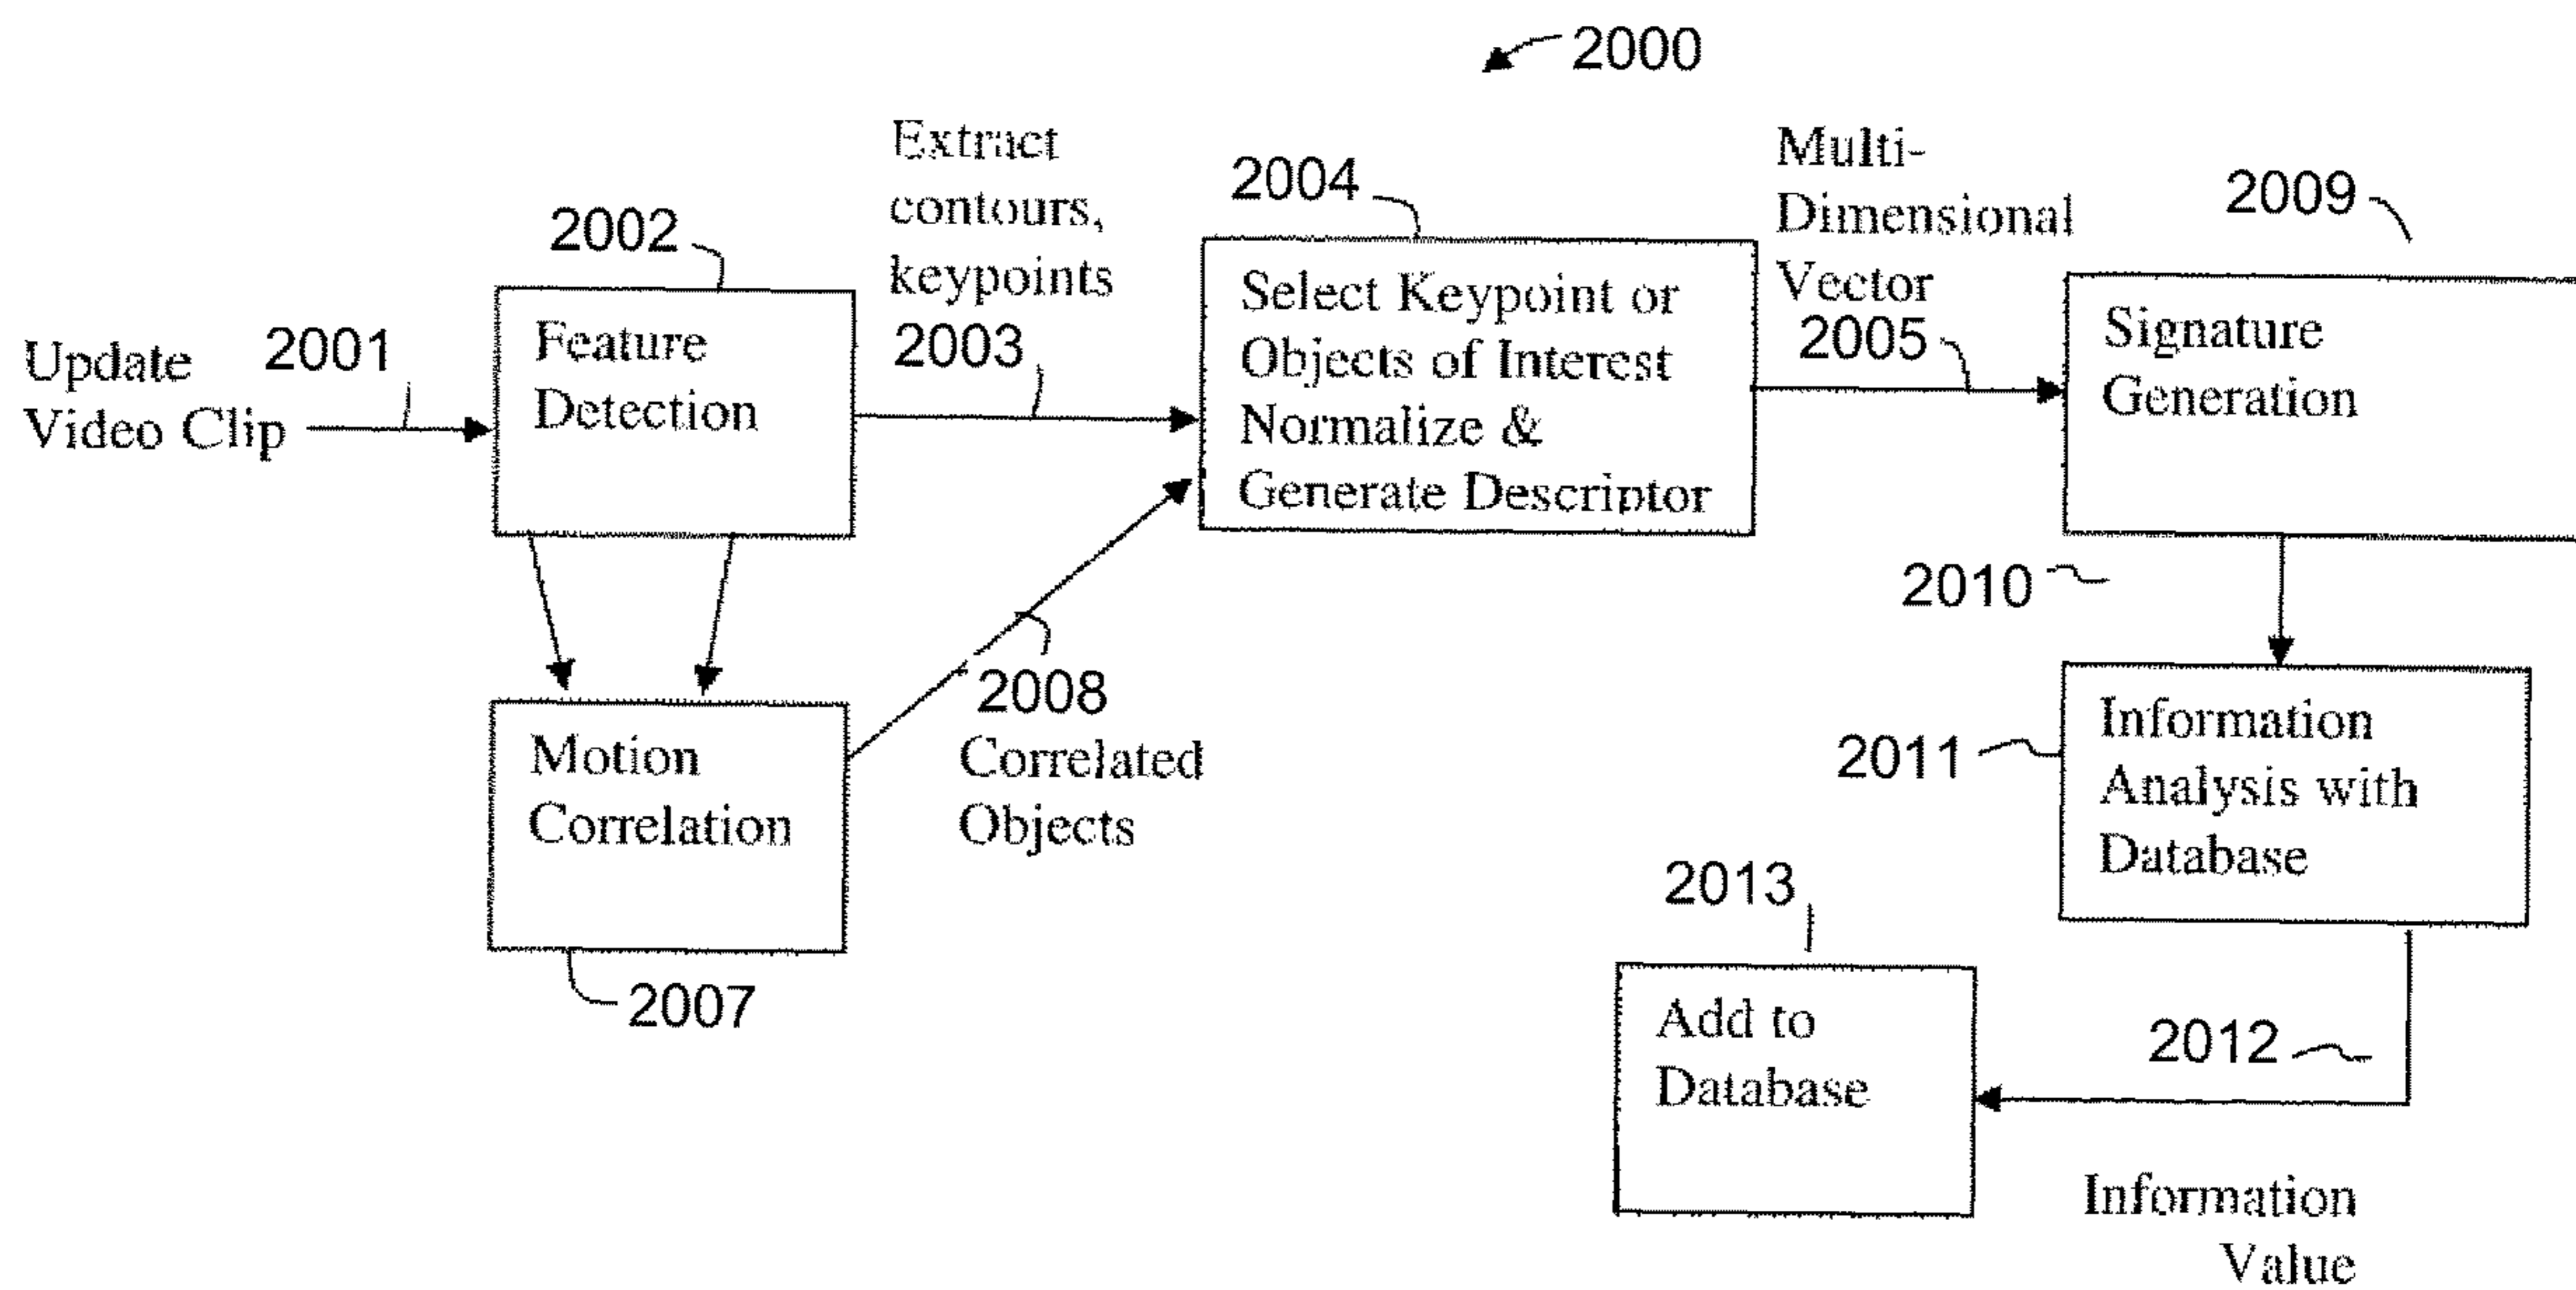 2000
Update
Video Clip
2001
2002
Feature
Detection
Extract
contours,
keypoints
2003
2004
Select Keypoint or
Objects of Interest
Normalize &
Generate Descriptor
Multi-
Dimensional
Vector
2005
2009
Signature
Generation
2010
Motion
Correlation
2007
2008
Correlated
Objects
2011
Information
Analysis with
Database
2013
Add to
Database
2012
Information
Value